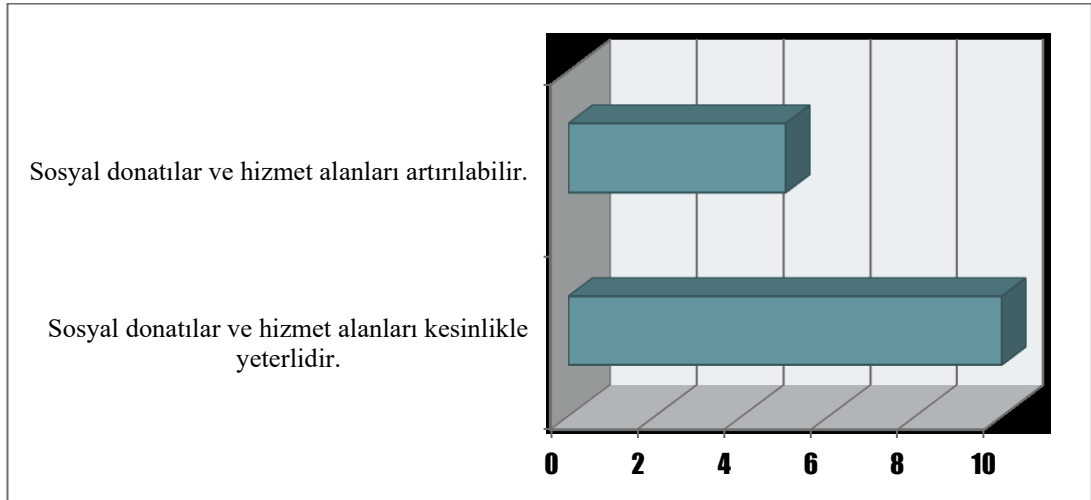 Sosyal donatılar ve hizmet alanları artırılabilir.
Sosyal donatılar ve hizmet alanları kesinlikle
yeterlidir.
0 2 4 6 8 10